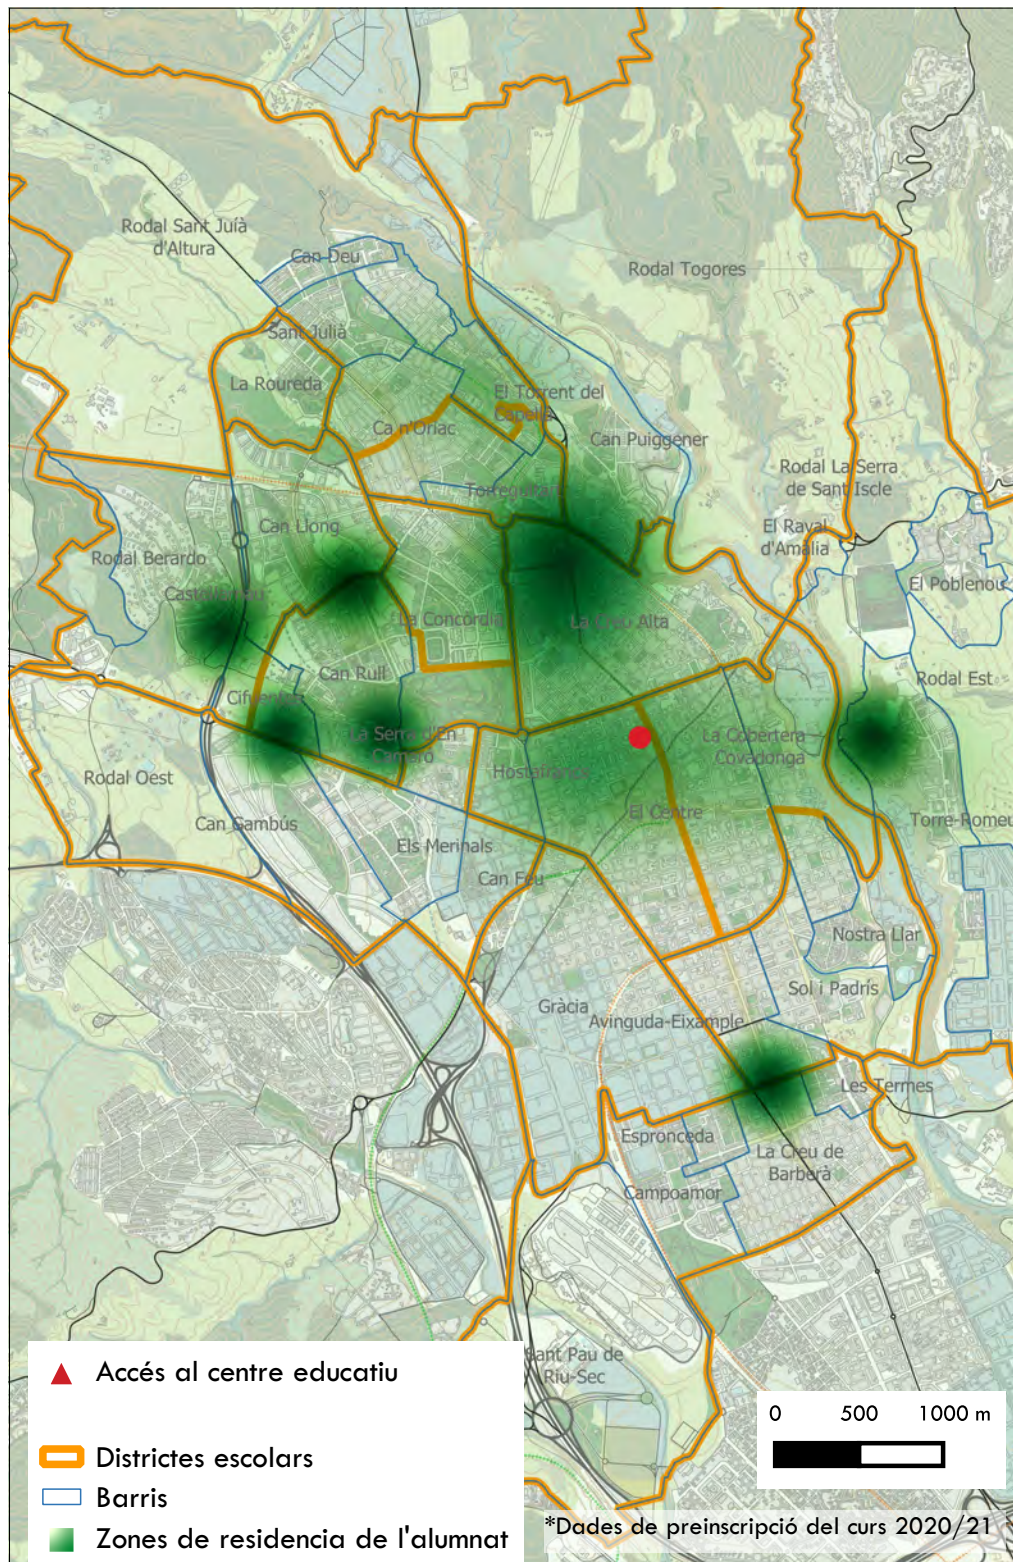 Rodal Sant Juíà
d'Altura
Can Deu
Rodal Togores
Sant Julià
La Roureda
El Torrent del
Capellà
Ca n'Oriac
Can Puiggener
Rodal La Serra
de Sant Iscle
Torreguitart
Can Llong
El Raval
d'Amàlia
Rodal Berardo
El Poblenou
Castellarnau
La Concòrdia
La Creu Alta
Can Rull
Rodal Est
Cifuentes
La Serra d'En
Camaró
La Cobertera
Covadonga
Hostafrancs
Rodal Oest
El Centre
Can Gambús
Torre-Romeu
Els Merinals
Can Feu
Nostra Llar
Sol i Padrís
Gràcia
Avinguda-Eixample
Les Termes
Espronceda
La Creu de
Barberà
Campoamor
Sant Pau de
Riu-Sec
Accés al centre educatiu
Districtes escolars
Barris
Zones de residencia de l'alumnat
0 500 1000 m
*Dades de preinscripció del curs 2020/21